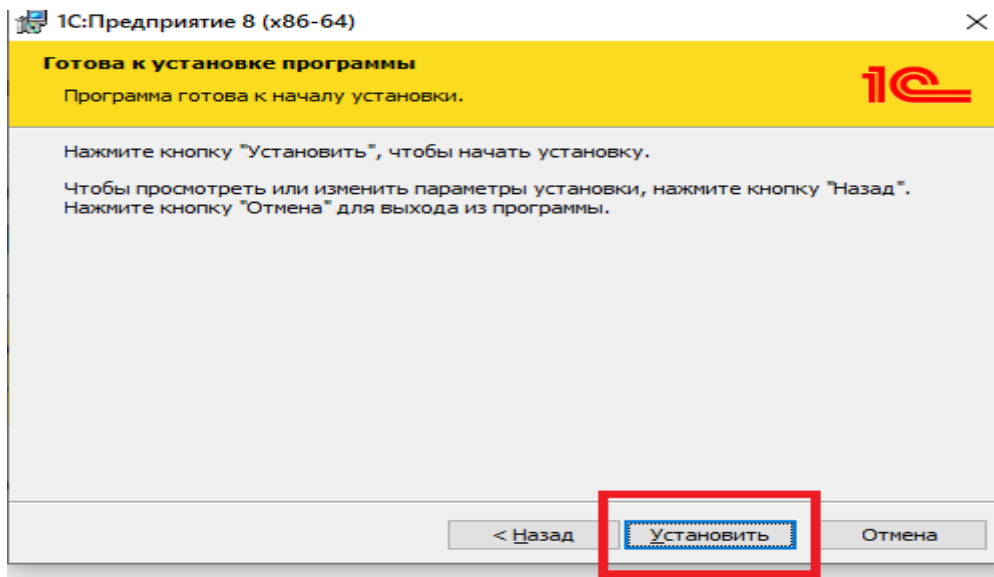 1С:Предприятие 8 (x86-64)
Готова к установке программы
Программа готова к началу установки.
1С
Нажмите кнопку "Установить", чтобы начать установку.
Чтобы просмотреть или изменить параметры установки, нажмите кнопку "Назад".
Нажмите кнопку "Отмена" для выхода из программы.
< Назад
Установить
Отмена